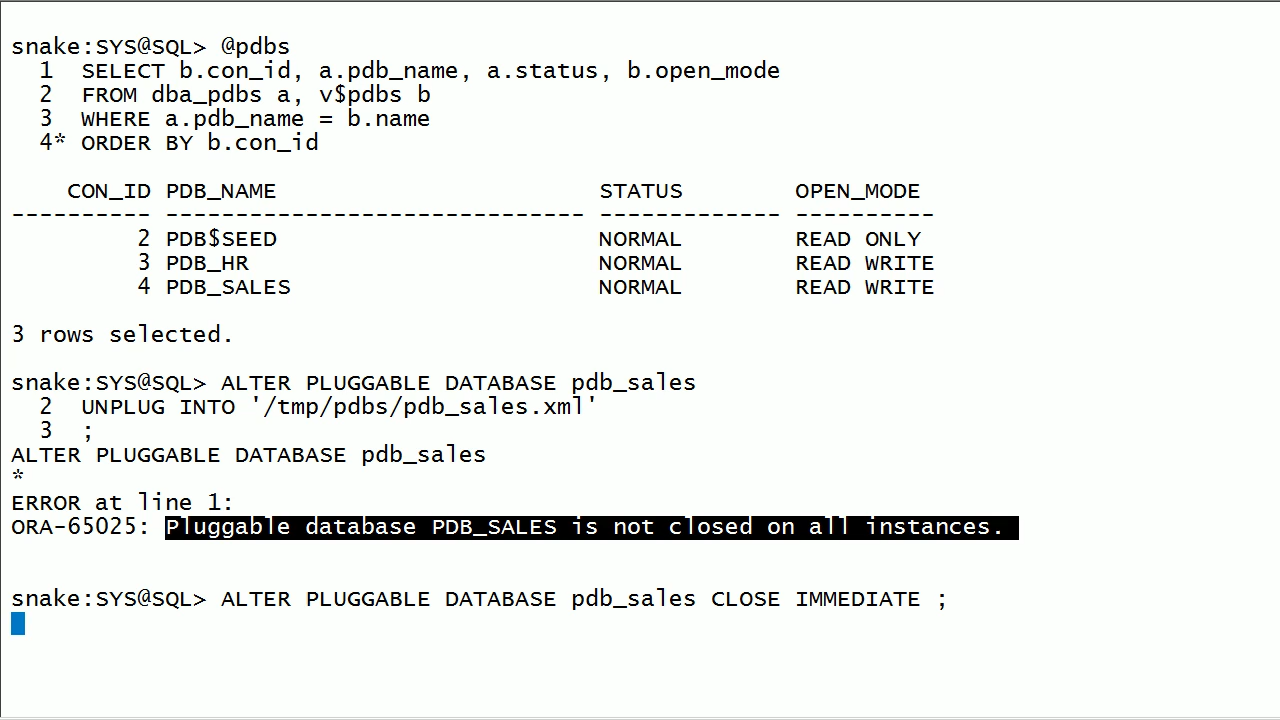 snake:SYS@SQL> @pdbs
  1  SELECT b.con_id, a.pdb_name, a.status, b.open_mode
  2  FROM dba_pdbs a, v$pdbs b
  3  WHERE a.pdb_name = b.name
  4* ORDER BY b.con_id
    CON_ID PDB_NAME                       STATUS        OPEN_MODE
---------- ------------------------------ ------------- ----------
         2 PDB$SEED                       NORMAL        READ ONLY
         3 PDB_HR                         NORMAL        READ WRITE
         4 PDB_SALES                      NORMAL        READ WRITE
3 rows selected.
snake:SYS@SQL> ALTER PLUGGABLE DATABASE pdb_sales
  2  UNPLUG INTO '/tmp/pdbs/pdb_sales.xml'
  3  ;
ALTER PLUGGABLE DATABASE pdb_sales
*
ERROR at line 1:
ORA-65025: Pluggable database PDB_SALES is not closed on all instances.
snake:SYS@SQL> ALTER PLUGGABLE DATABASE pdb_sales CLOSE IMMEDIATE ;